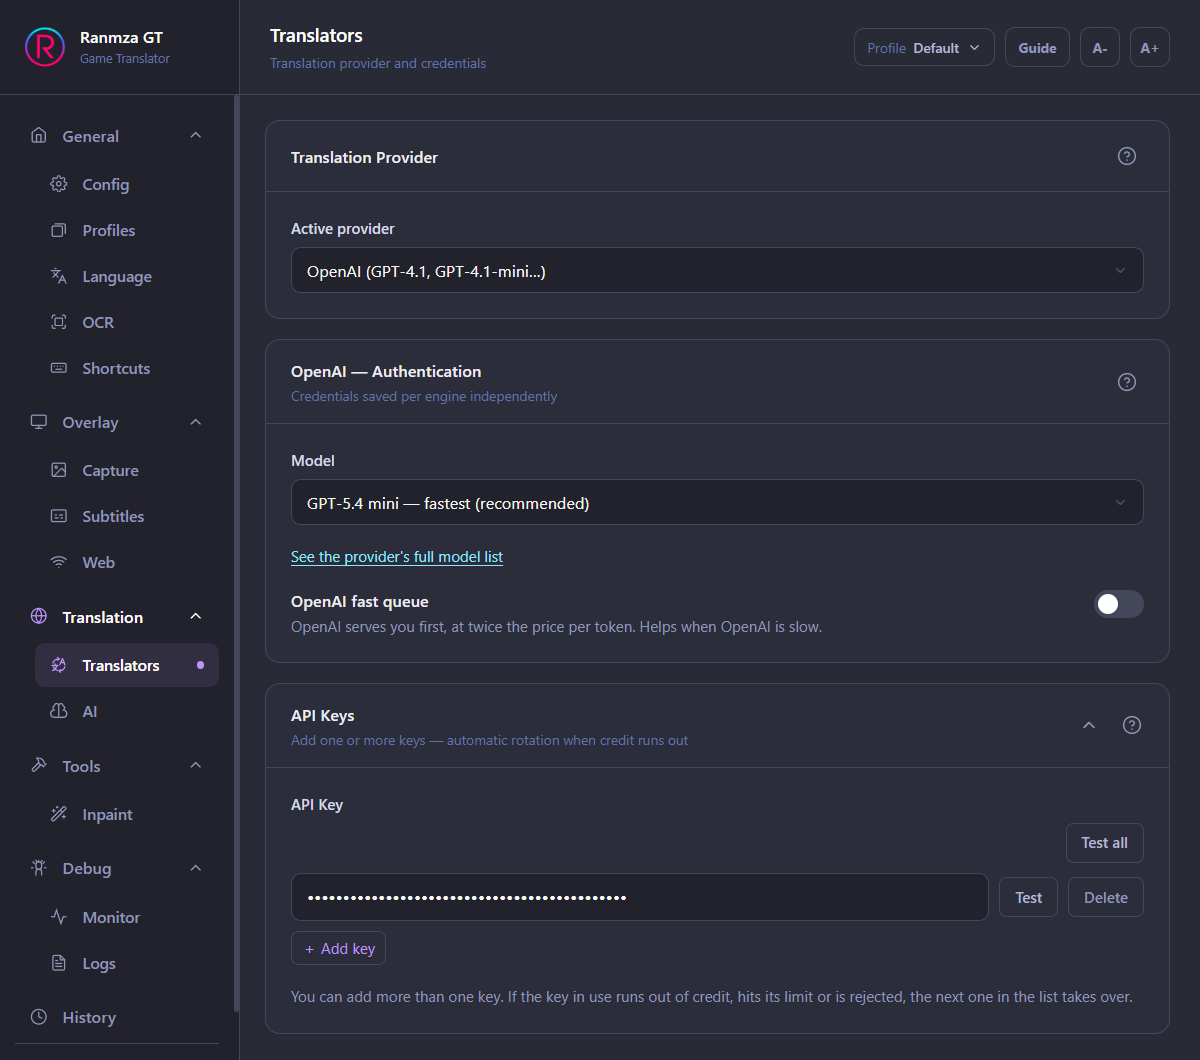 Ranmza GT
Game Translator
General
Config
Profiles
Language
OCR
Shortcuts
Overlay
Capture
Subtitles
Web
Translation
Translators
AI
Tools
Inpaint
Debug
Monitor
Logs
History
Translators
Translation provider and credentials
Profile Default
Guide
A-
A+
Translation Provider
Active provider
OpenAI (GPT-4.1, GPT-4.1-mini...)
OpenAI — Authentication
Credentials saved per engine independently
Model
GPT-5.4 mini — fastest (recommended)
See the provider's full model list
OpenAI fast queue
OpenAI serves you first, at twice the price per token. Helps when OpenAI is slow.
API Keys
Add one or more keys — automatic rotation when credit runs out
API Key
Test all
Test
Delete
+ Add key
You can add more than one key. If the key in use runs out of credit, hits its limit or is rejected, the next one in the list takes over.